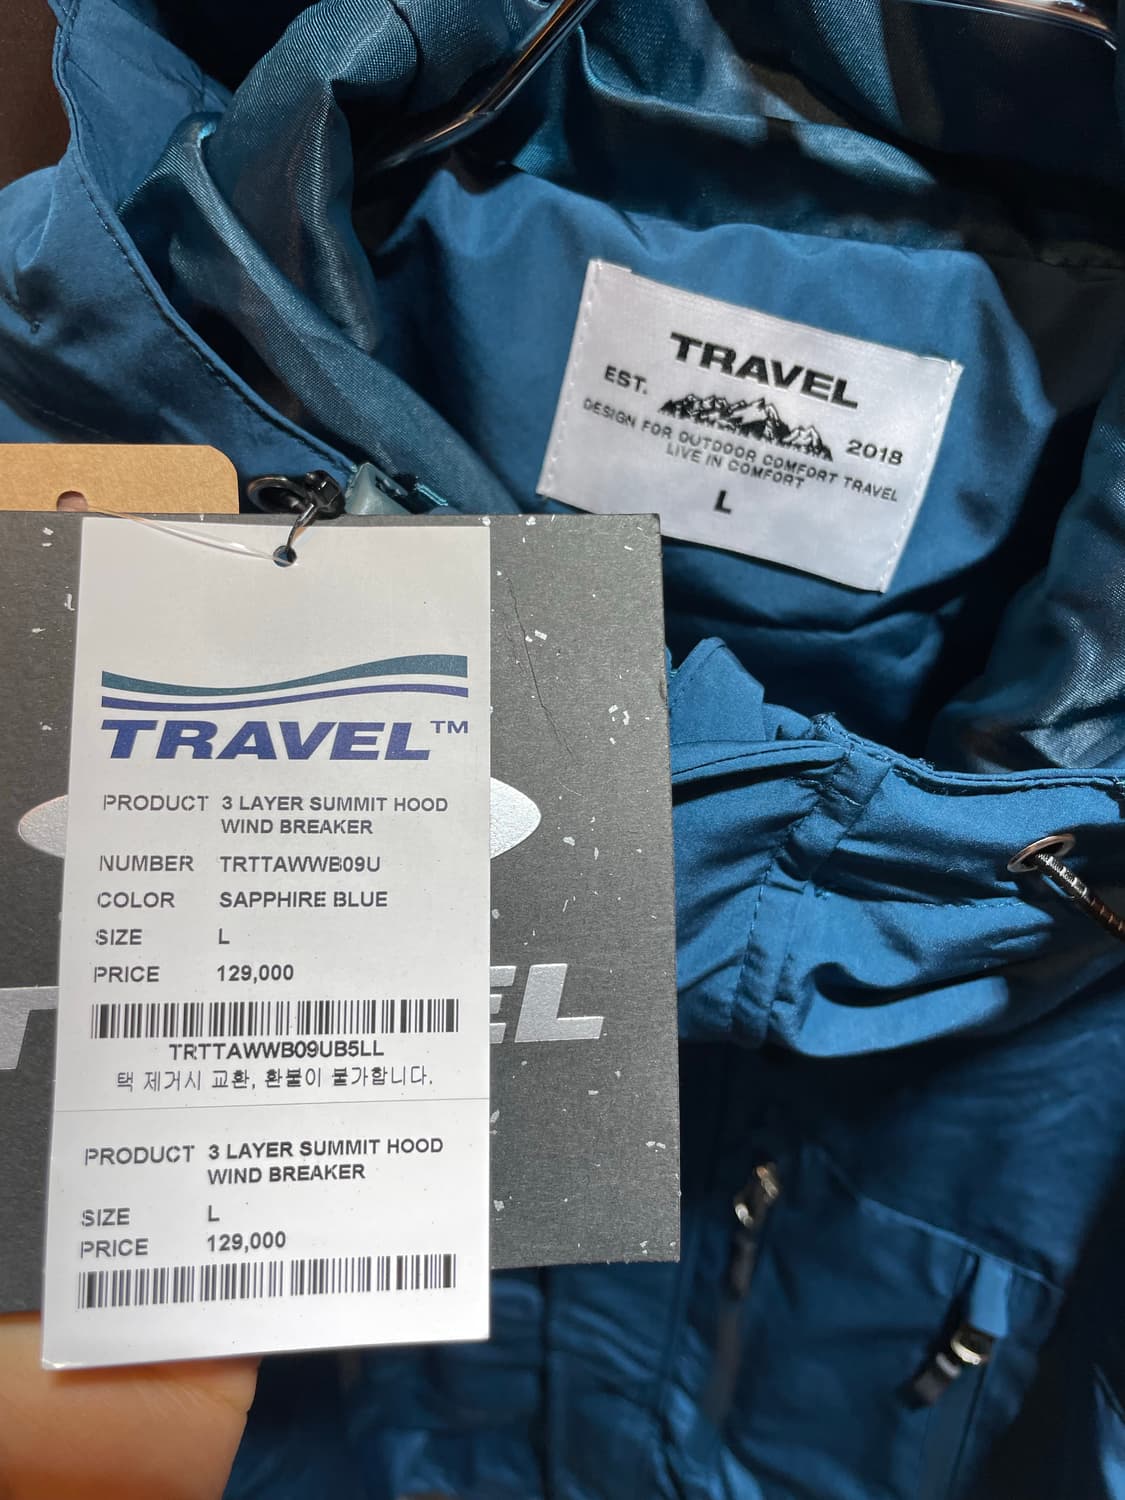 TRAVEL
EST.
2018
DESIGN FOR OUTDOOR COMFORT TRAVEL
LIVE IN COMFORT
L
TRAVEL™
PRODUCT 3 LAYER SUMMIT HOOD
WIND BREAKER
NUMBER TRTTAWWB09U
COLOR SAPPHIRE BLUE
SIZE L
PRICE 129,000
TRTTAWWB09UB5LL
택 제거시 교환, 환불이 불가합니다.
PRODUCT 3 LAYER SUMMIT HOOD
WIND BREAKER
SIZE L
PRICE 129,000